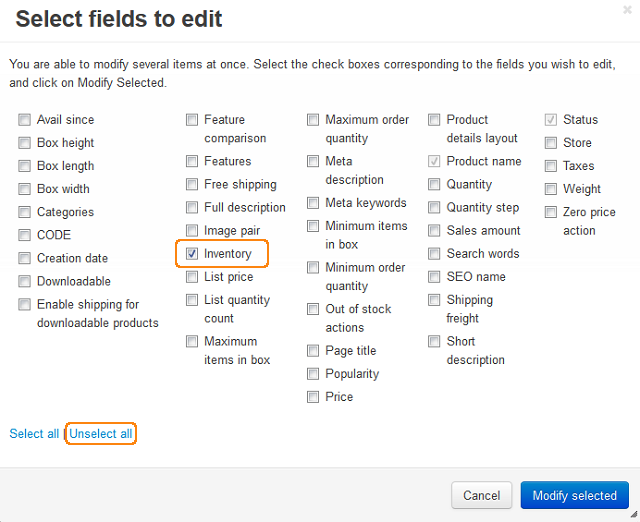 Select fields to edit
You are able to modify several items at once. Select the check boxes corresponding to the fields you wish to edit,
and click on Modify Selected.
Avail since
Box height
Box length
Box width
Categories
CODE
Creation date
Downloadable
Enable shipping for
downloadable products
Feature
comparison
Features
Free shipping
Full description
Image pair
Inventory
List price
List quantity
count
Maximum
items in box
Maximum order
quantity
Meta
description
Meta keywords
Minimum items
in box
Minimum order
quantity
Out of stock
actions
Page title
Popularity
Price
Product
details layout
Product name
Quantity
Quantity step
Sales amount
Search words
SEO name
Shipping
freight
Short
description
Status
Store
Taxes
Weight
Zero price
action
Select all | Unselect all
Cancel
Modify selected